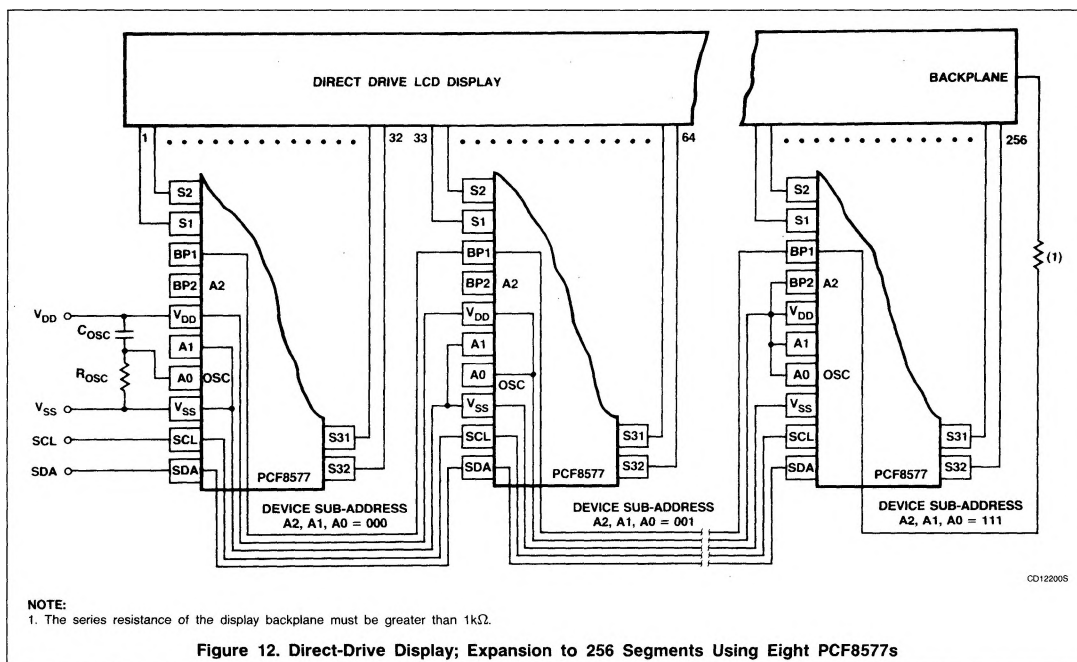 DIRECT DRIVE LCD DISPLAY
BACKPLANE
1 32 33 64 256
S2 S2 S2
S1 S1 S1
BP1 BP1 BP1
(1)
BP2 A2 BP2 A2 BP2 A2
VDD VDD VDD VDD
COSC
A1 A1 A1
ROSC
A0 OSC A0 OSC A0 OSC
VSS VSS VSS VSS
S31 S31 S31
SCL SCL SCL SCL
S32 S32 S32
SDA SDA SDA SDA
PCF8577 PCF8577 PCF8577
DEVICE SUB-ADDRESS
A2, A1, A0 = 000
DEVICE SUB-ADDRESS
A2, A1, A0 = 001
DEVICE SUB-ADDRESS
A2, A1, A0 = 111
CD12200S
NOTE:
1. The series resistance of the display backplane must be greater than 1kΩ.
Figure 12. Direct-Drive Display; Expansion to 256 Segments Using Eight PCF8577s